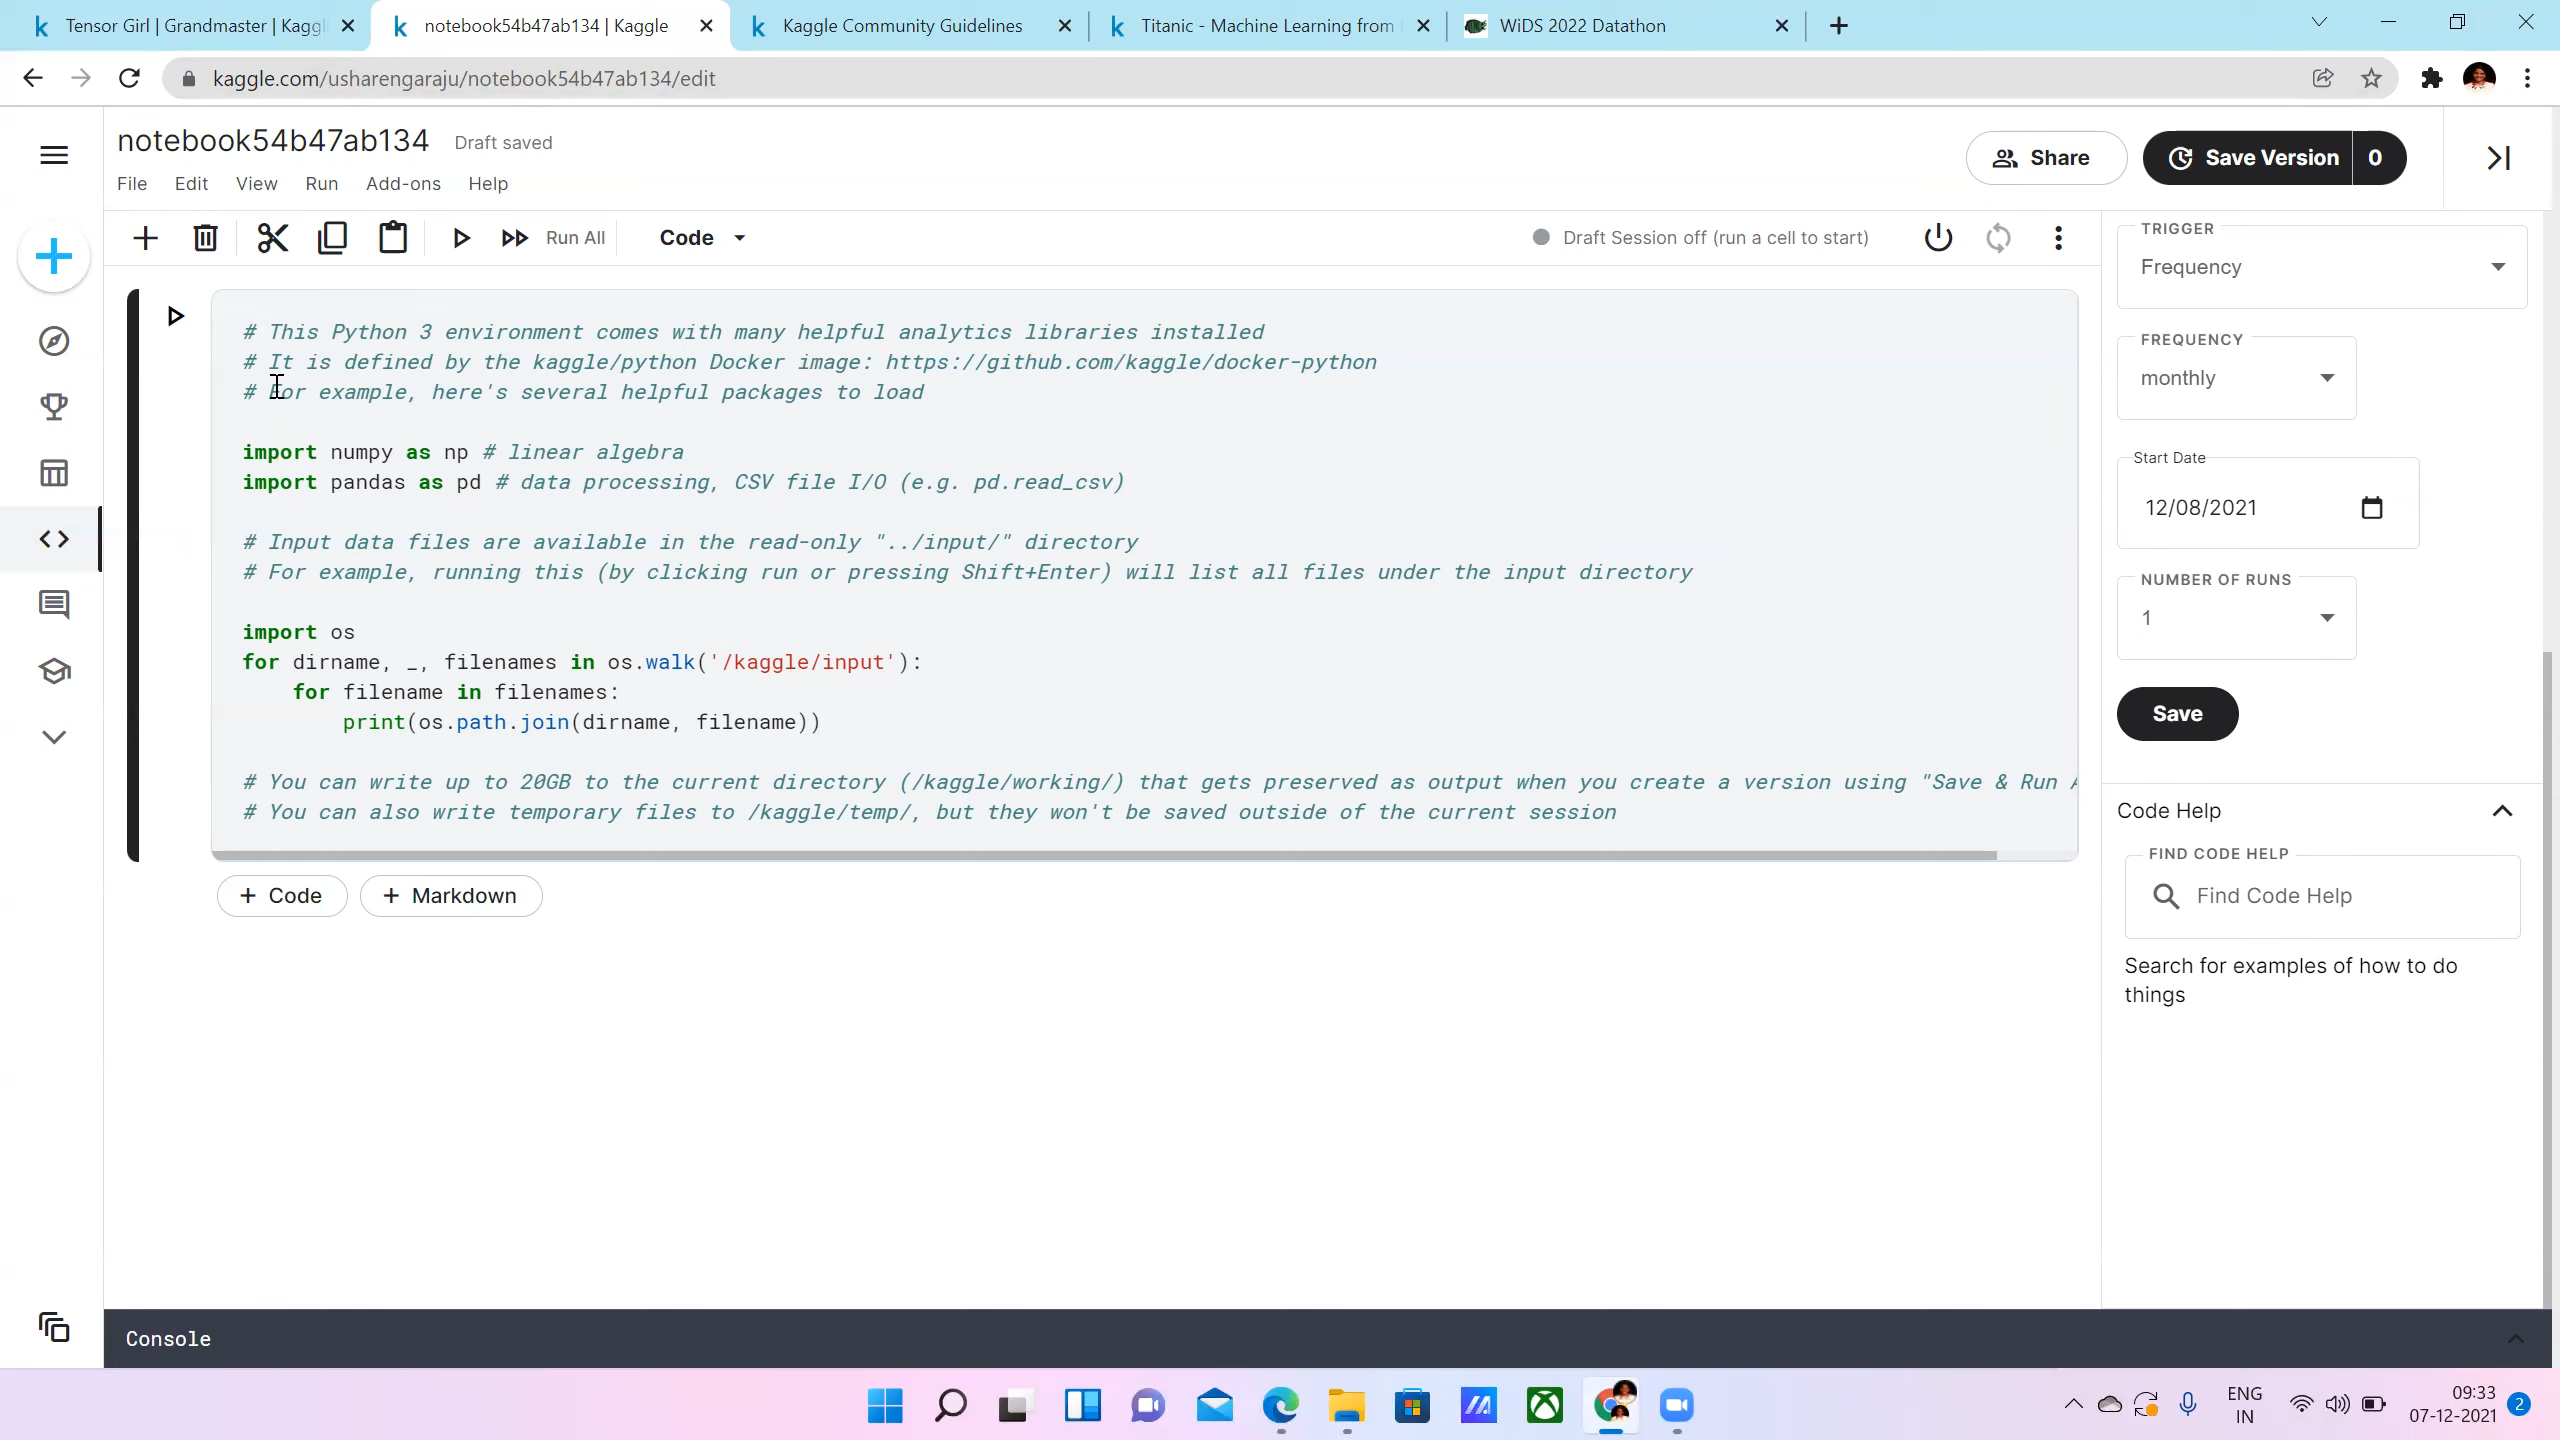 Tensor Girl | Grandmaster | Kaggl
notebook54b47ab134 | Kaggle
Kaggle Community Guidelines
Titanic - Machine Learning from
WiDS 2022 Datathon
kaggle.com/usharengaraju/notebook54b47ab134/edit
notebook54b47ab134
Draft saved
Share
Save Version
0
File
Edit
View
Run
Add-ons
Help
Run All
Code
Draft Session off (run a cell to start)
# This Python 3 environment comes with many helpful analytics libraries installed
# It is defined by the kaggle/python Docker image: https://github.com/kaggle/docker-python
# For example, here's several helpful packages to load
import numpy as np # linear algebra
import pandas as pd # data processing, CSV file I/O (e.g. pd.read_csv)
# Input data files are available in the read-only "../input/" directory
# For example, running this (by clicking run or pressing Shift+Enter) will list all files under the input directory
import os
for dirname, _, filenames in os.walk('/kaggle/input'):
for filename in filenames:
print(os.path.join(dirname, filename))
# You can write up to 20GB to the current directory (/kaggle/working/) that gets preserved as output when you create a version using "Save & Run
# You can also write temporary files to /kaggle/temp/, but they won't be saved outside of the current session
+ Code
+ Markdown
TRIGGER
Frequency
FREQUENCY
monthly
Start Date
12/08/2021
NUMBER OF RUNS
1
Save
Code Help
FIND CODE HELP
Find Code Help
Search for examples of how to do
things
Console
ENG
IN
09:33
07-12-2021
2